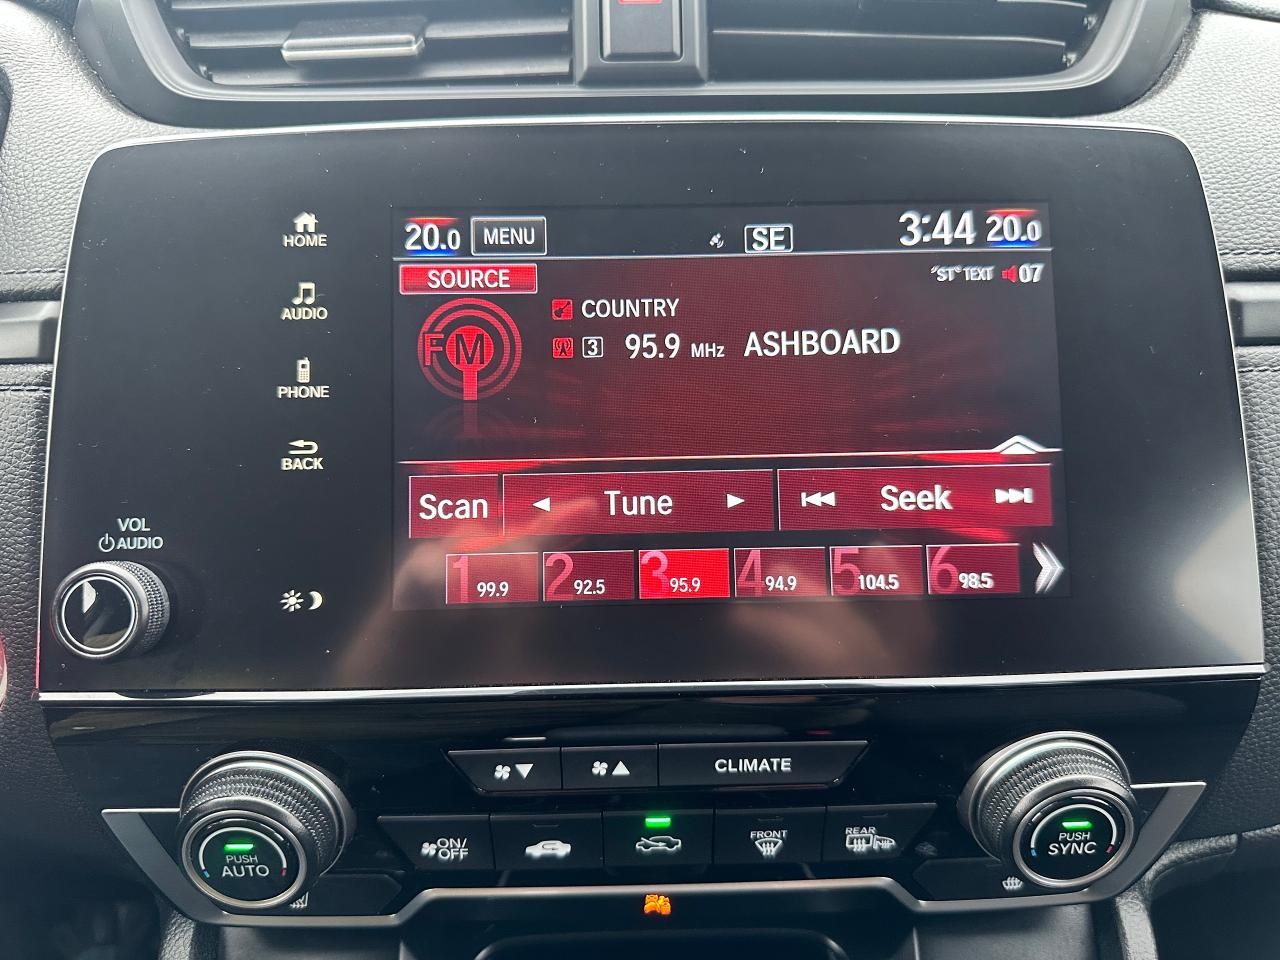 20.0 MENU SE 3:44 20.0
SOURCE "ST" TEXT 07
HOME
FM
COUNTRY
AUDIO
3 95.9 MHz ASHBOARD
PHONE
BACK
Scan Tune Seek
VOL
AUDIO
1 99.9 2 92.5 3 95.9 4 94.9 5 104.5 6 98.5
CLIMATE
ON/
OFF
FRONT
REAR
PUSH
AUTO
PUSH
SYNC